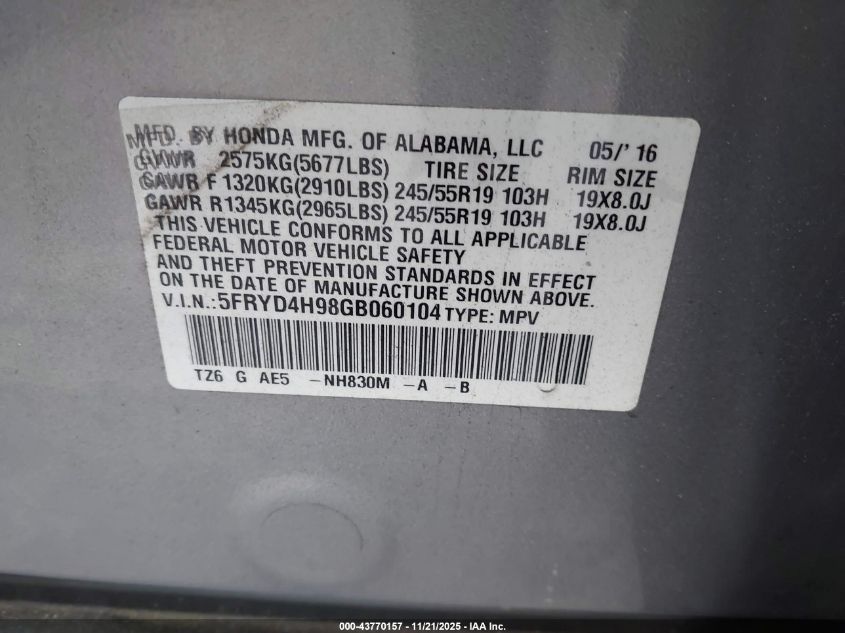 MFD. BY HONDA MFG. OF ALABAMA, LLC 05/' 16
GVWR 2575KG(5677LBS) TIRE SIZE RIM SIZE
GAWR F 1320KG(2910LBS) 245/55R19 103H 19X8.0J
GAWR R1345KG(2965LBS) 245/55R19 103H 19X8.0J
THIS VEHICLE CONFORMS TO ALL APPLICABLE
FEDERAL MOTOR VEHICLE SAFETY
AND THEFT PREVENTION STANDARDS IN EFFECT
ON THE DATE OF MANUFACTURE SHOWN ABOVE.
V.I.N.:5FRYD4H98GB060104 TYPE: MPV
TZ6 G AE5 -NH830M -A -B
000-43770157 - 11/21/2025 - IAA Inc.